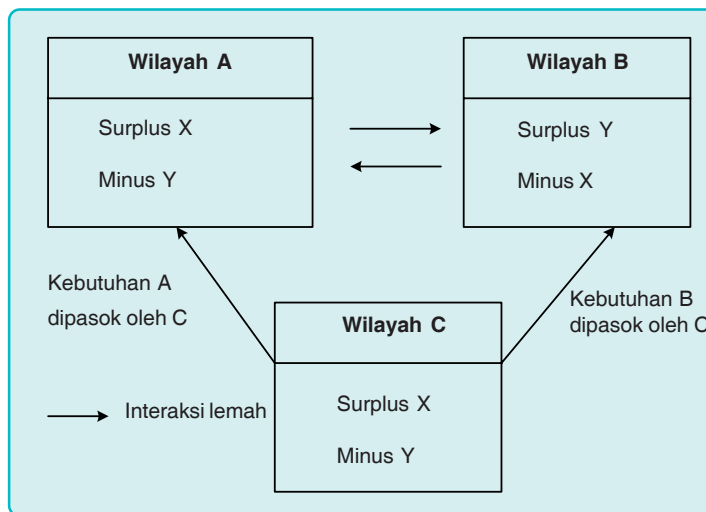 Wilayah A
Surplus X
Minus Y
Wilayah B
Surplus Y
Minus X
Kebutuhan A
dipasok oleh C
Kebutuhan B
dipasok oleh C
Wilayah C
Surplus X
Minus Y
Interaksi lemah